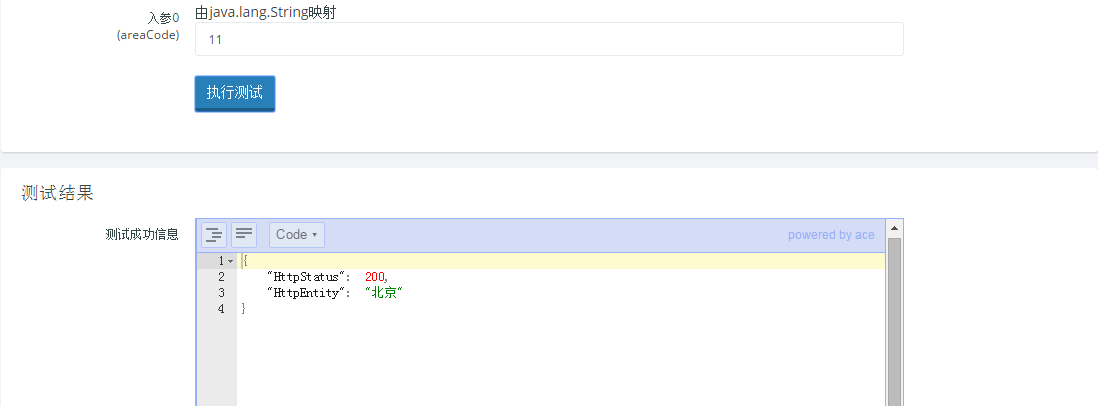 入参0
(areaCode)
由java.lang.String映射
11
执行测试
测试结果
测试成功信息
Code
powered by ace
1 {
2 "HttpStatus": 200,
3 "HttpEntity": "北京"
4 }